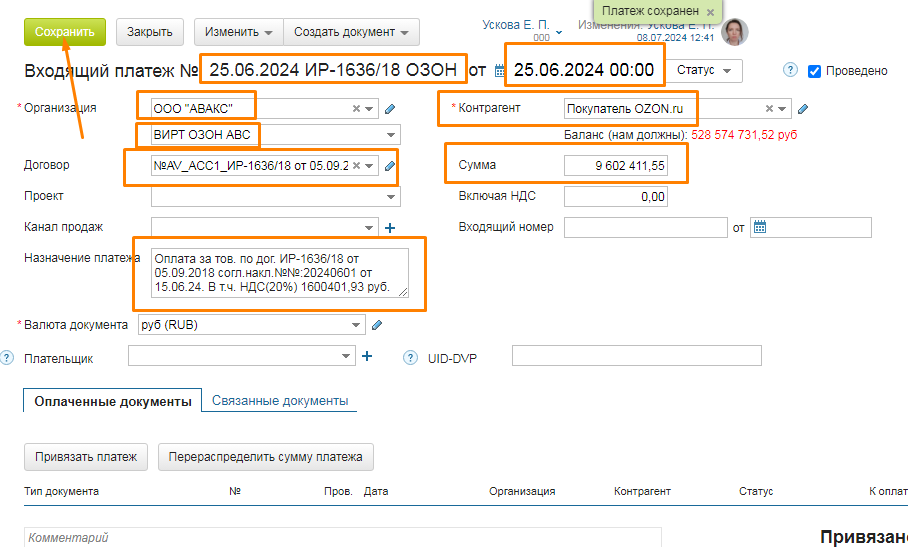 Платеж сохранен ×
Сохранить Закрыть Изменить Создать документ Ускова Е. П. Изменения: Ускова Е. П.
000 08.07.2024 12:41
Входящий платеж № 25.06.2024 ИР-1636/18 ОЗОН от 25.06.2024 00:00 Статус ? Проведено
* Организация ООО "АВАКС" * Контрагент Покупатель OZON.ru
ВИРТ ОЗОН АВС Баланс (нам должны): 528 574 731,52 руб
Договор №AV_ACC1_ИР-1636/18 от 05.09.2 Сумма 9 602 411,55
Проект Включая НДС 0,00
Канал продаж Входящий номер от
Назначение платежа Оплата за тов. по дог. ИР-1636/18 от
05.09.2018 согл.накл.№№:20240601 от
15.06.24. В т.ч. НДС(20%) 1600401,93 руб.
* Валюта документа руб (RUB)
? Плательщик ? UID-DVP
Оплаченные документы Связанные документы
Привязать платеж Перераспределить сумму платежа
Тип документа № Пров. Дата Организация Контрагент Статус К оплат
Комментарий Привязано